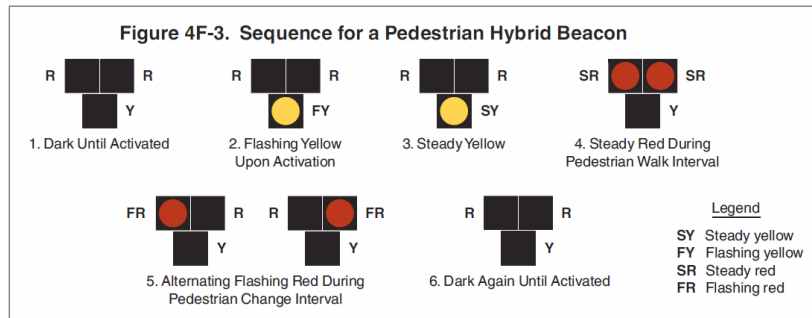 Figure 4F-3. Sequence for a Pedestrian Hybrid Beacon
R R
Y
1. Dark Until Activated
R R
FY
2. Flashing Yellow
Upon Activation
R R
SY
3. Steady Yellow
SR SR
Y
4. Steady Red During
Pedestrian Walk Interval
FR R
Y
R FR
Y
5. Alternating Flashing Red During
Pedestrian Change Interval
R R
Y
6. Dark Again Until Activated
Legend
SY Steady yellow
FY Flashing yellow
SR Steady red
FR Flashing red